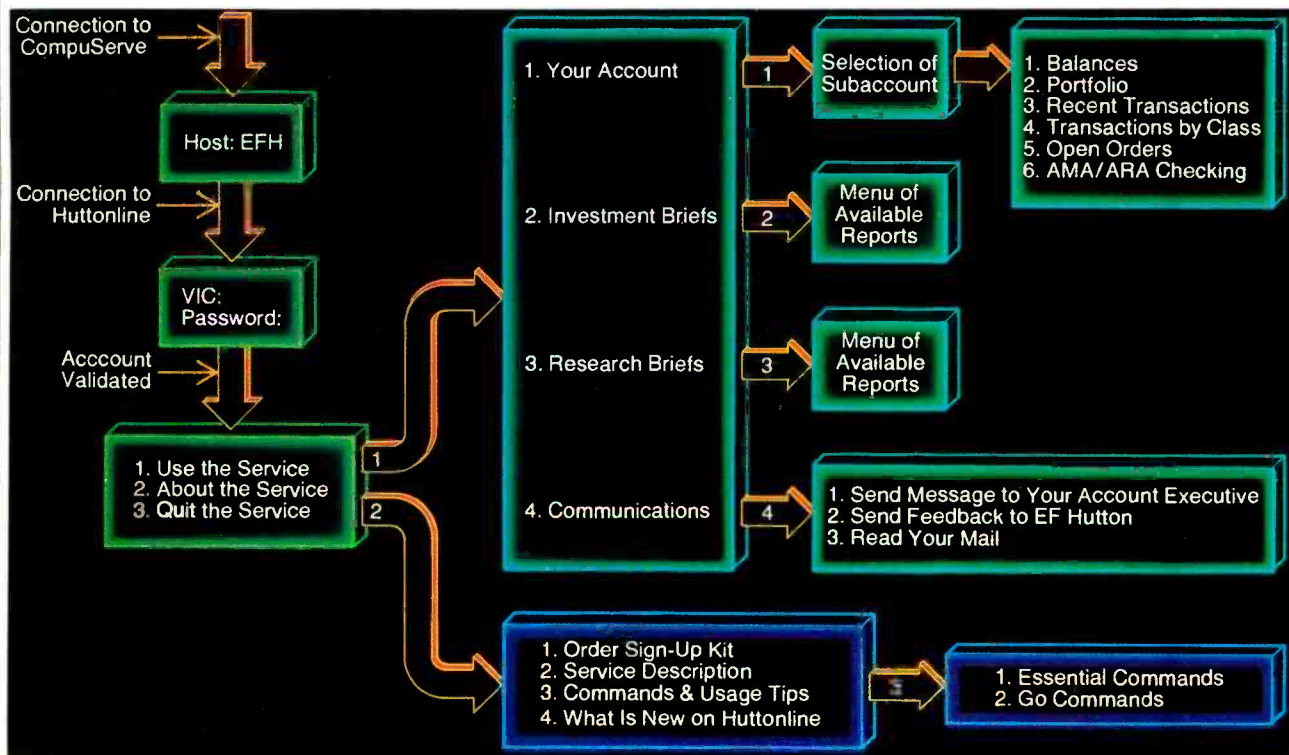 Connection to
CompuServe
Host: EFH
Connection to
Huttonline
VIC:
Password:
Acccount
Validated
1. Use the Service
2. About the Service
3. Quit the Service
1
2
1. Your Account
2. Investment Briefs
3. Research Briefs
4. Communications
1
Selection of
Subaccount
1. Balances
2. Portfolio
3. Recent Transactions
4. Transactions by Class
5. Open Orders
6. AMA/ARA Checking
2
Menu of
Available
Reports
3
Menu of
Available
Reports
4
1. Send Message to Your Account Executive
2. Send Feedback to EF Hutton
3. Read Your Mail
1. Order Sign-Up Kit
2. Service Description
3. Commands & Usage Tips
4. What Is New on Huttonline
3
1. Essential Commands
2. Go Commands